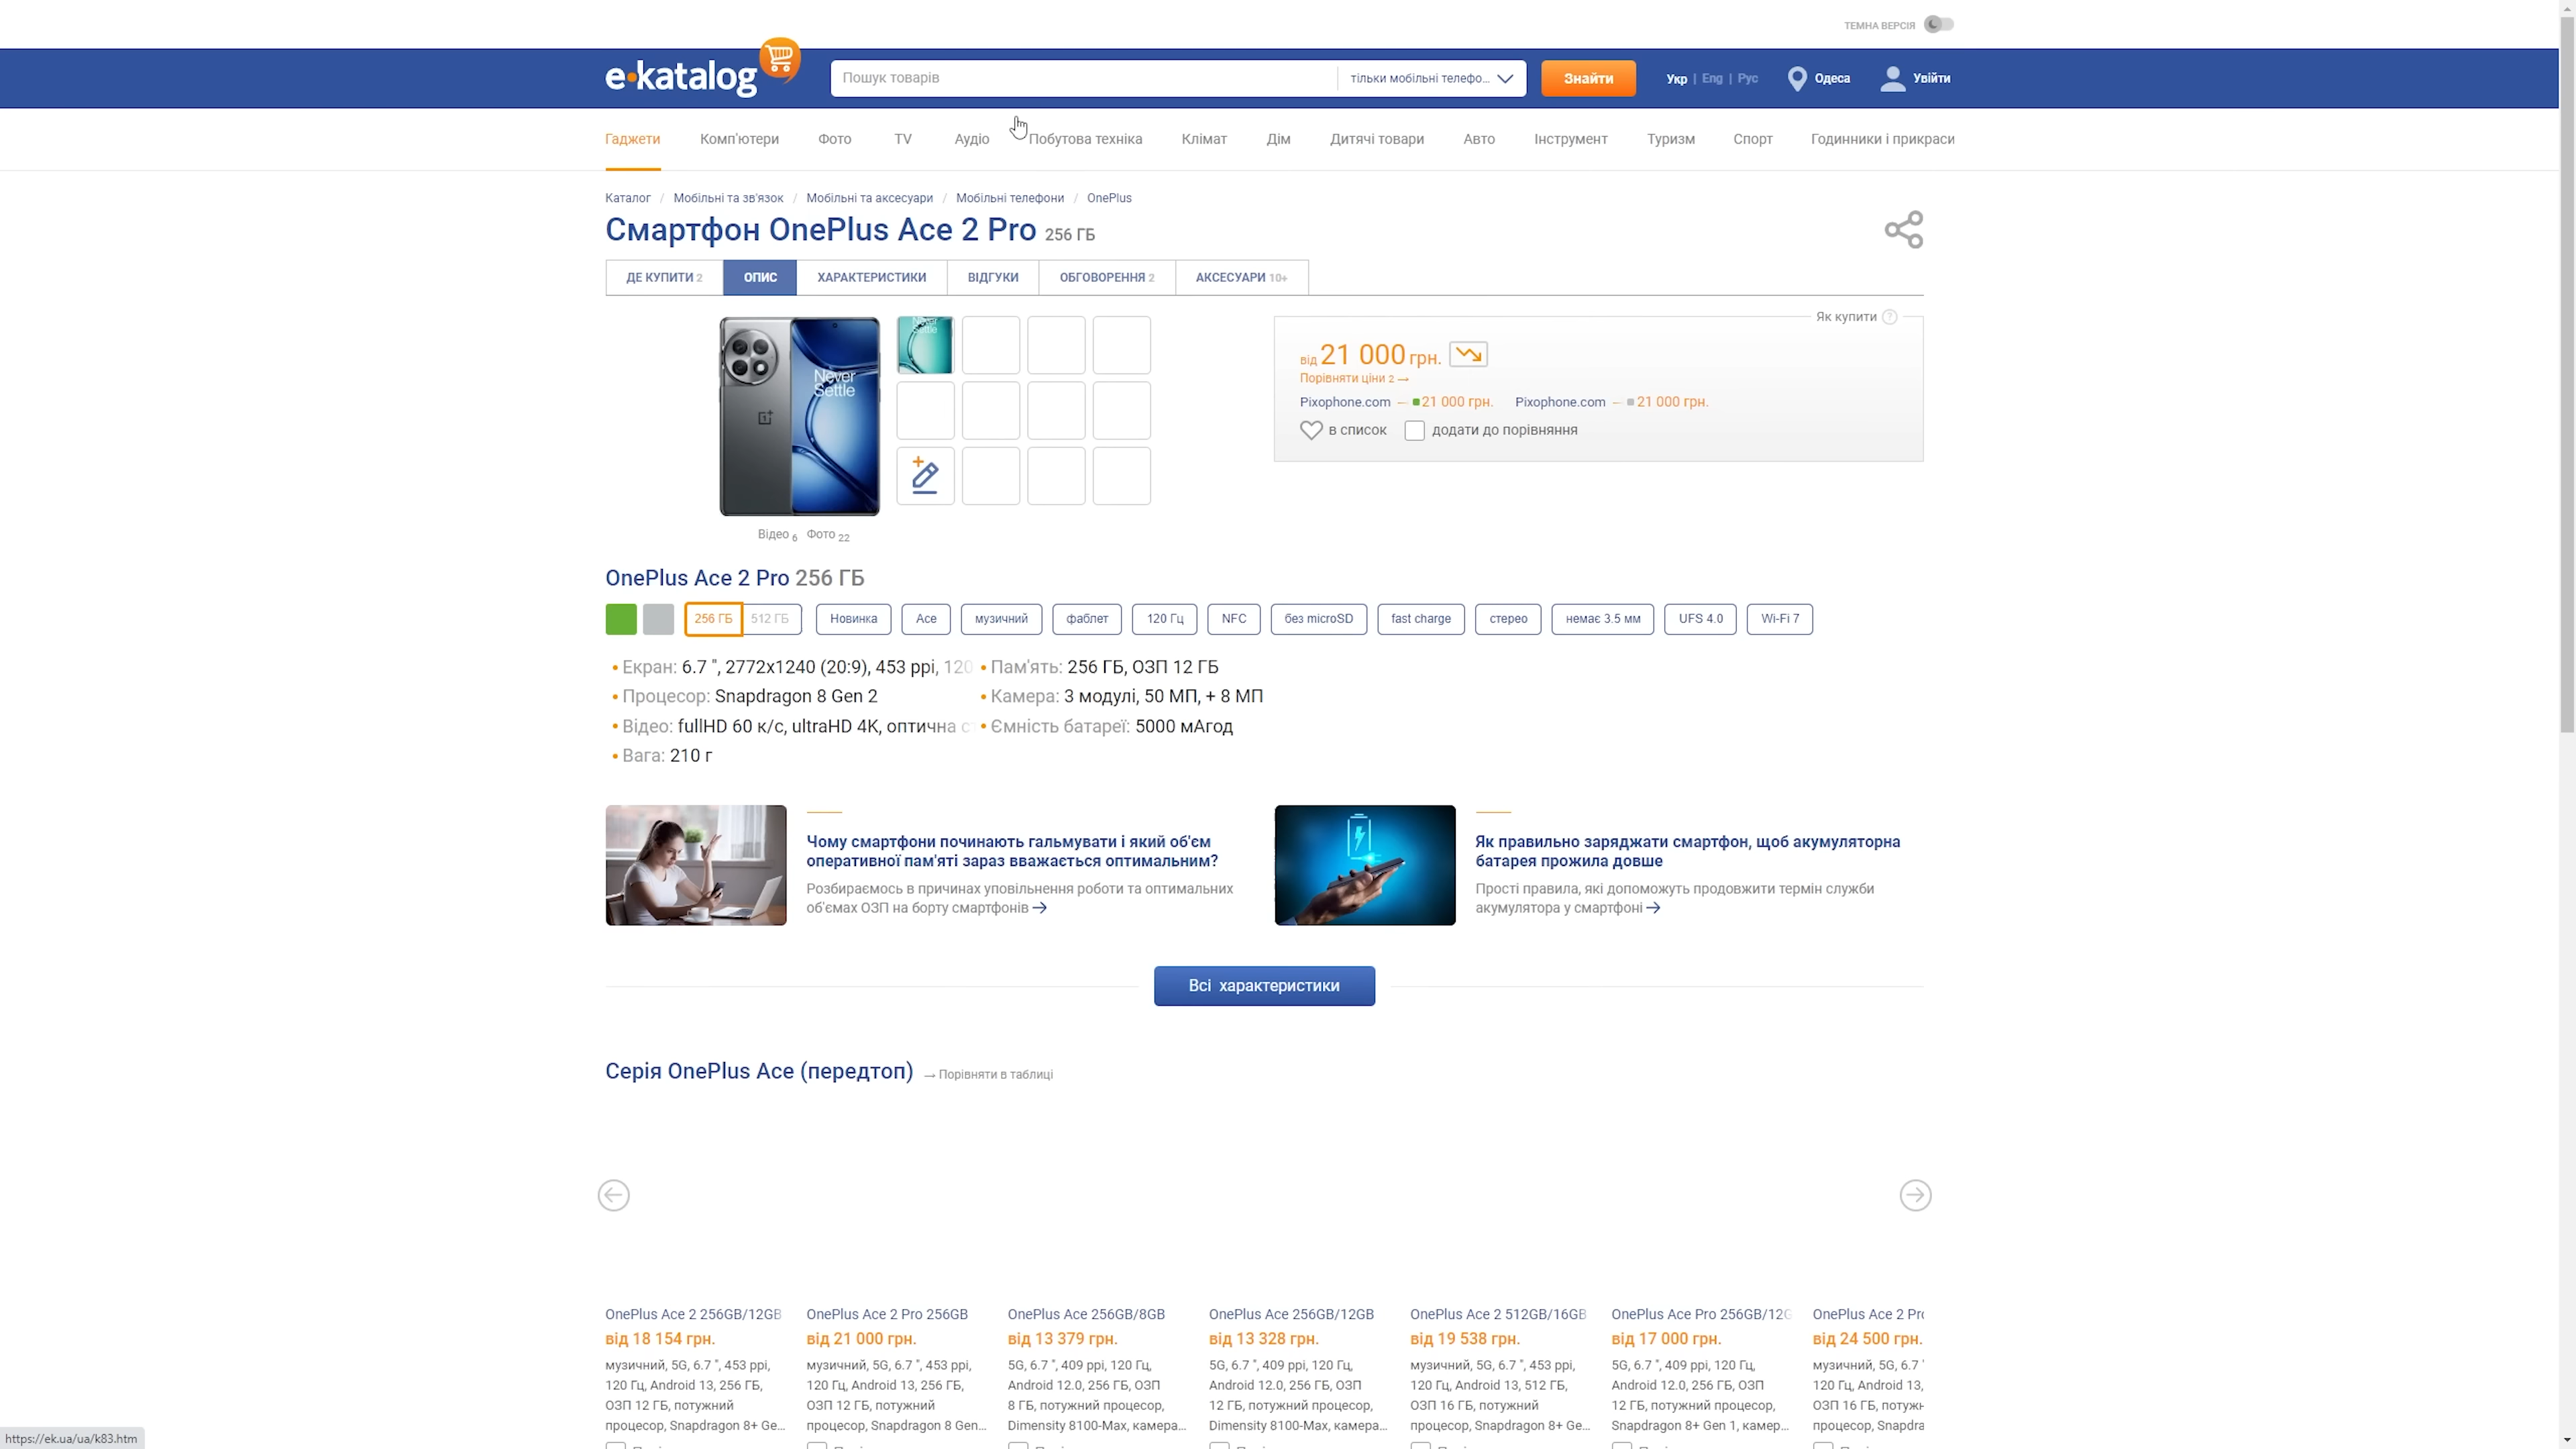 ТЕМНА ВЕРСІЯ
e•katalog
Пошук товарів
тільки мобільні телефо...
Знайти
Укр | Eng | Рус
Одеса
Увійти
Гаджети Комп'ютери Фото TV Аудіо Побутова техніка Клімат Дім Дитячі товари Авто Інструмент Туризм Спорт Годинники і прикраси
Каталог / Мобільні та зв'язок / Мобільні та аксесуари / Мобільні телефони / OnePlus
Смартфон OnePlus Ace 2 Pro 256 ГБ
ДЕ КУПИТИ 2 ОПИС ХАРАКТЕРИСТИКИ ВІДГУКИ ОБГОВОРЕННЯ 2 АКСЕСУАРИ 10+
Never
Settle
Never
Settle
Відео 6 Фото 22
Як купити ?
від 21 000 грн.
Порівняти ціни 2 →
Pixophone.com — 21 000 грн. Pixophone.com — 21 000 грн.
в список додати до порівняння
OnePlus Ace 2 Pro 256 ГБ
256 ГБ 512 ГБ Новинка Ace музичний фаблет 120 Гц NFC без microSD fast charge стерео немає 3.5 мм UFS 4.0 Wi-Fi 7
• Екран: 6.7 ", 2772x1240 (20:9), 453 ppi, 120 • Пам'ять: 256 ГБ, ОЗП 12 ГБ
• Процесор: Snapdragon 8 Gen 2 • Камера: 3 модулі, 50 МП, + 8 МП
• Відео: fullHD 60 к/с, ultraHD 4K, оптична с • Ємність батареї: 5000 мАгод
• Вага: 210 г
Чому смартфони починають гальмувати і який об'єм
оперативної пам'яті зараз вважається оптимальним?
Розбираємось в причинах уповільнення роботи та оптимальних
об'ємах ОЗП на борту смартфонів →
Як правильно заряджати смартфон, щоб акумуляторна
батарея прожила довше
Прості правила, які допоможуть продовжити термін служби
акумулятора у смартфоні →
Всі характеристики
Серія OnePlus Ace (передтоп) → Порівняти в таблиці
OnePlus Ace 2 256GB/12GB
від 18 154 грн.
музичний, 5G, 6.7 ", 453 ppi,
120 Гц, Android 13, 256 ГБ,
ОЗП 12 ГБ, потужний
процесор, Snapdragon 8+ Ge...
OnePlus Ace 2 Pro 256GB
від 21 000 грн.
музичний, 5G, 6.7 ", 453 ppi,
120 Гц, Android 13, 256 ГБ,
ОЗП 12 ГБ, потужний
процесор, Snapdragon 8 Gen...
OnePlus Ace 256GB/8GB
від 13 379 грн.
5G, 6.7 ", 409 ppi, 120 Гц,
Android 12.0, 256 ГБ, ОЗП
8 ГБ, потужний процесор,
Dimensity 8100-Max, камера...
OnePlus Ace 256GB/12GB
від 13 328 грн.
5G, 6.7 ", 409 ppi, 120 Гц,
Android 12.0, 256 ГБ, ОЗП
12 ГБ, потужний процесор,
Dimensity 8100-Max, камера...
OnePlus Ace 2 512GB/16GB
від 19 538 грн.
музичний, 5G, 6.7 ", 453 ppi,
120 Гц, Android 13, 512 ГБ,
ОЗП 16 ГБ, потужний
процесор, Snapdragon 8+ Ge...
OnePlus Ace Pro 256GB/12G
від 17 000 грн.
5G, 6.7 ", 409 ppi, 120 Гц,
Android 12.0, 256 ГБ, ОЗП
12 ГБ, потужний процесор,
Snapdragon 8+ Gen 1, камер...
OnePlus Ace 2 Pr
від 24 500 грн.
музичний, 5G, 6.7 "
120 Гц, Android 13,
ОЗП 16 ГБ, потуж
процесор, Snapdra
https://ek.ua/ua/k83.htm